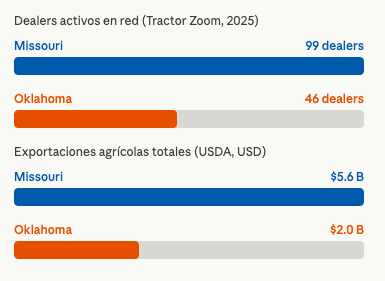 Dealers activos en red (Tractor Zoom, 2025)
Missouri 99 dealers
Oklahoma 46 dealers
Exportaciones agrícolas totales (USDA, USD)
Missouri $5.6 B
Oklahoma $2.0 B